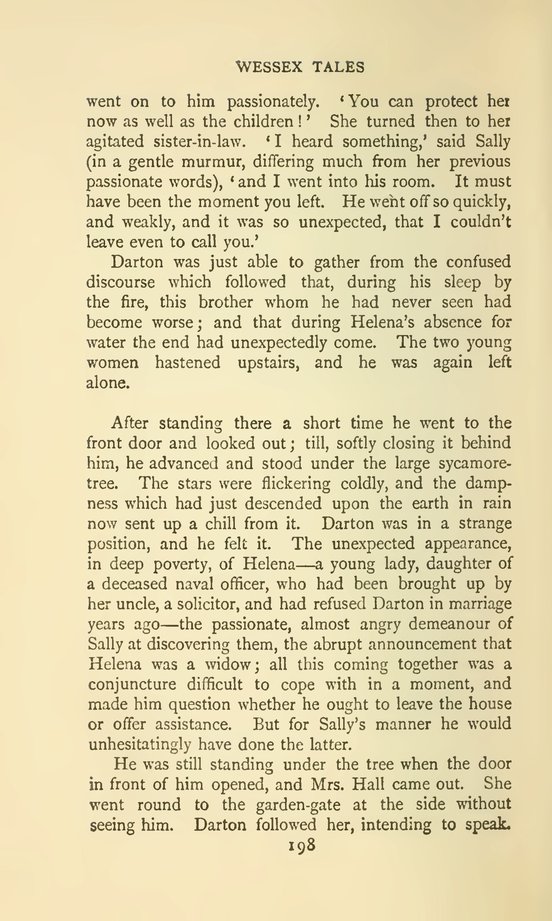 WESSEX TALES
went on to him passionately. ‘You can protect her
now as well as the children!’ She turned then to her
agitated sister-in-law. ‘I heard something,’ said Sally
(in a gentle murmur, differing much from her previous
passionate words), ‘and I went into his room. It must
have been the moment you left. He went off so quickly,
and weakly, and it was so unexpected, that I couldn’t
leave even to call you.’
Darton was just able to gather from the confused
discourse which followed that, during his sleep by
the fire, this brother whom he had never seen had
become worse; and that during Helena’s absence for
water the end had unexpectedly come. The two young
women hastened upstairs, and he was again left
alone.
After standing there a short time he went to the
front door and looked out; till, softly closing it behind
him, he advanced and stood under the large sycamore-
tree. The stars were flickering coldly, and the damp-
ness which had just descended upon the earth in rain
now sent up a chill from it. Darton was in a strange
position, and he felt it. The unexpected appearance,
in deep poverty, of Helena—a young lady, daughter of
a deceased naval officer, who had been brought up by
her uncle, a solicitor, and had refused Darton in marriage
years ago—the passionate, almost angry demeanour of
Sally at discovering them, the abrupt announcement that
Helena was a widow; all this coming together was a
conjuncture difficult to cope with in a moment, and
made him question whether he ought to leave the house
or offer assistance. But for Sally’s manner he would
unhesitatingly have done the latter.
He was still standing under the tree when the door
in front of him opened, and Mrs. Hall came out. She
went round to the garden-gate at the side without
seeing him. Darton followed her, intending to speak.
198